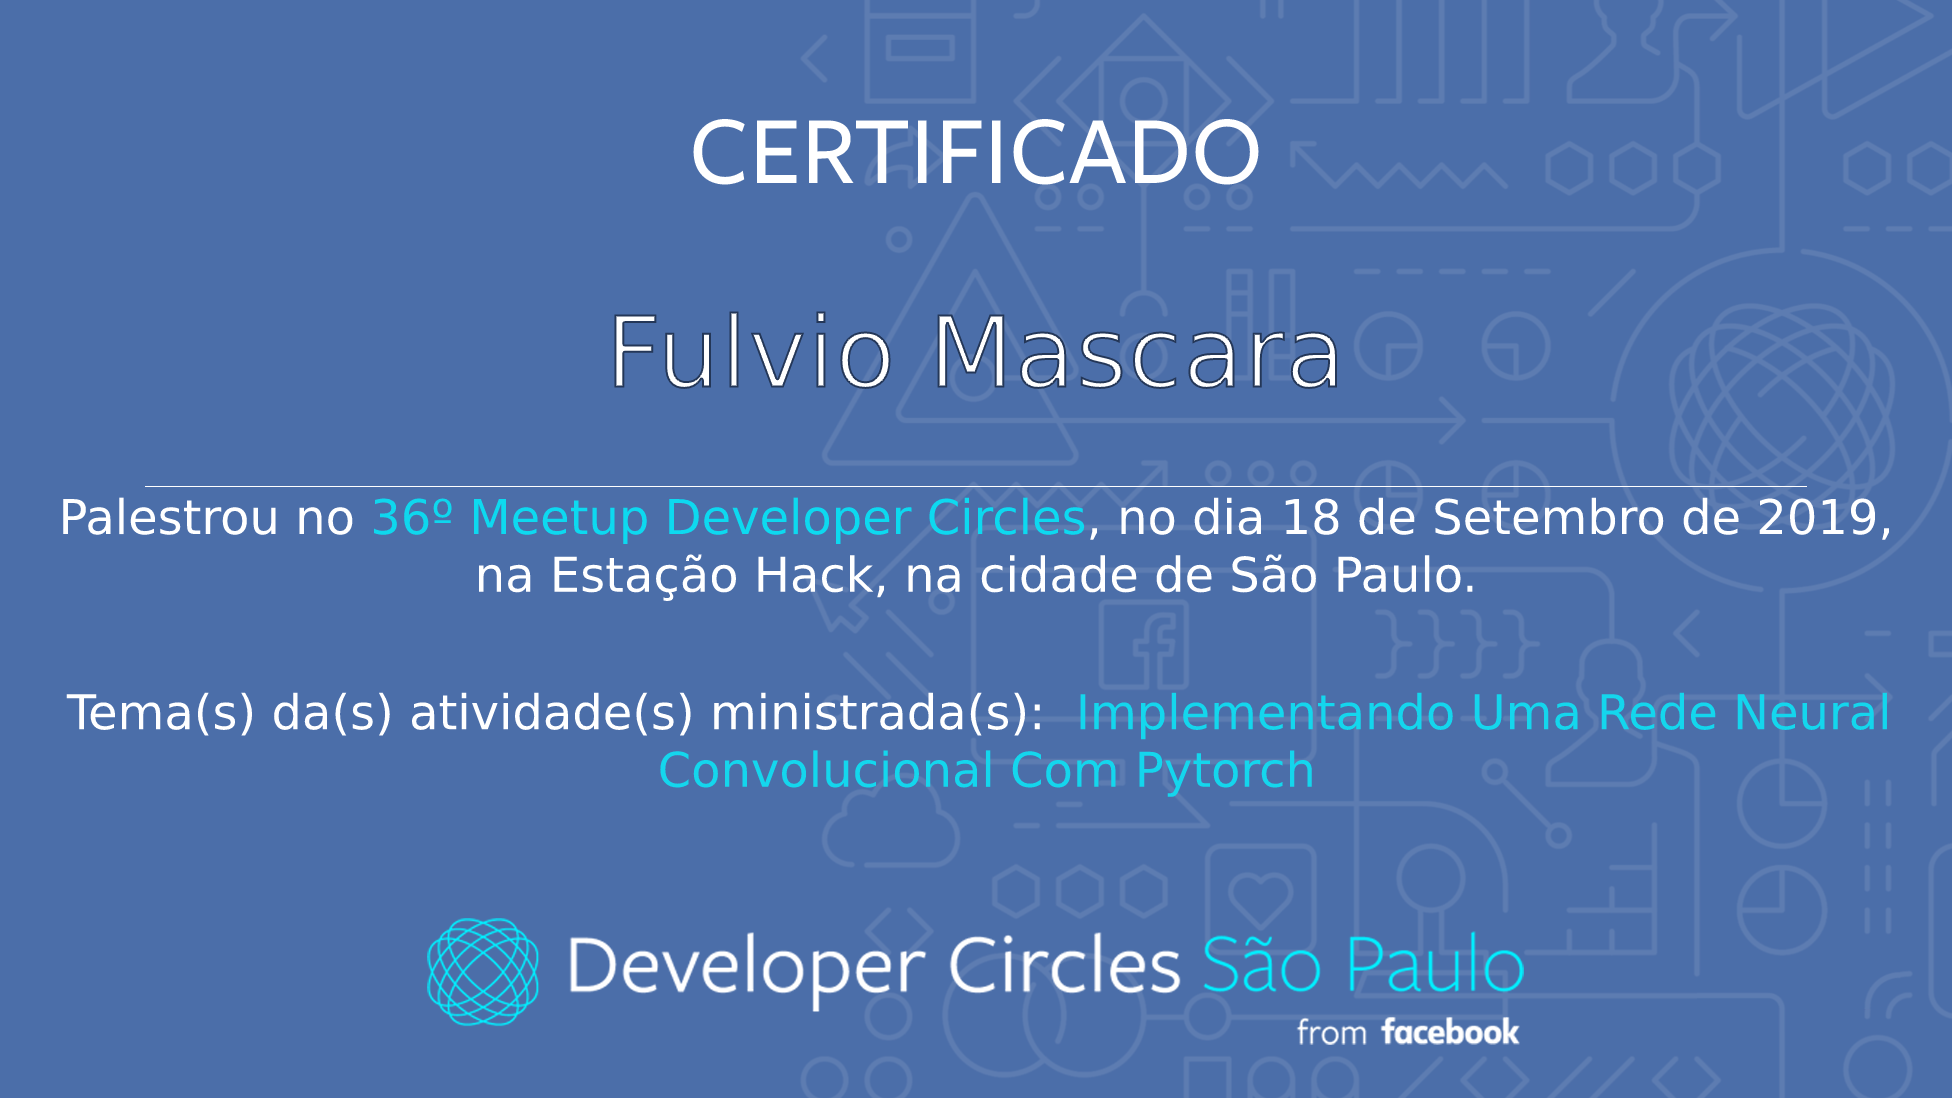 CERTIFICADO
Fulvio Mascara
Palestrou no 36º Meetup Developer Circles, no dia 18 de Setembro de 2019,
na Estação Hack, na cidade de São Paulo.
Tema(s) da(s) atividade(s) ministrada(s): Implementando Uma Rede Neural
Convolucional Com Pytorch
Developer Circles São Paulo
from facebook